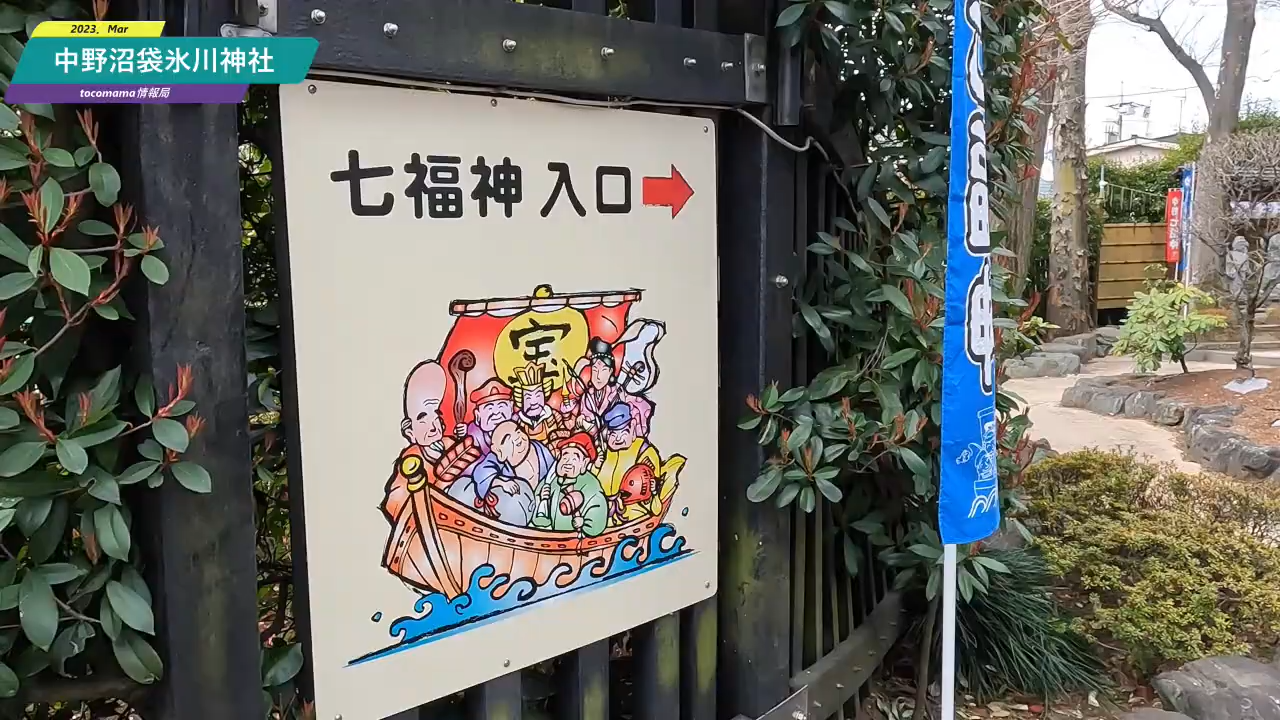 2023. Mar
中野沼袋氷川神社
tocomama情報局
七福神 入口
宝